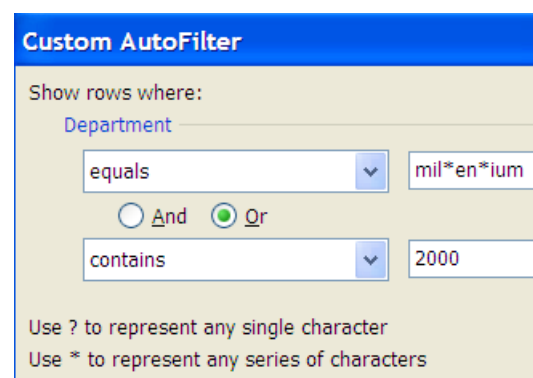 Custom AutoFilter
Show rows where:
Department
equals mil*en*ium
And Or
contains 2000
Use ? to represent any single character
Use * to represent any series of characters